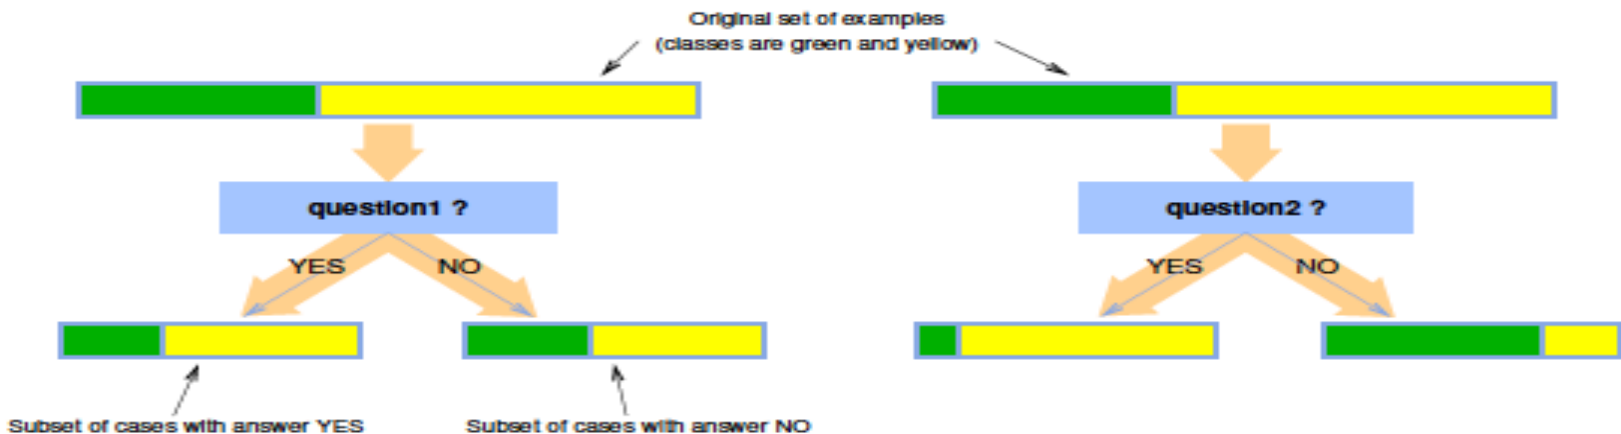 Original set of examples
(classes are green and yellow)
question1 ?
question2 ?
YES
NO
YES
NO
Subset of cases with answer YES
Subset of cases with answer NO